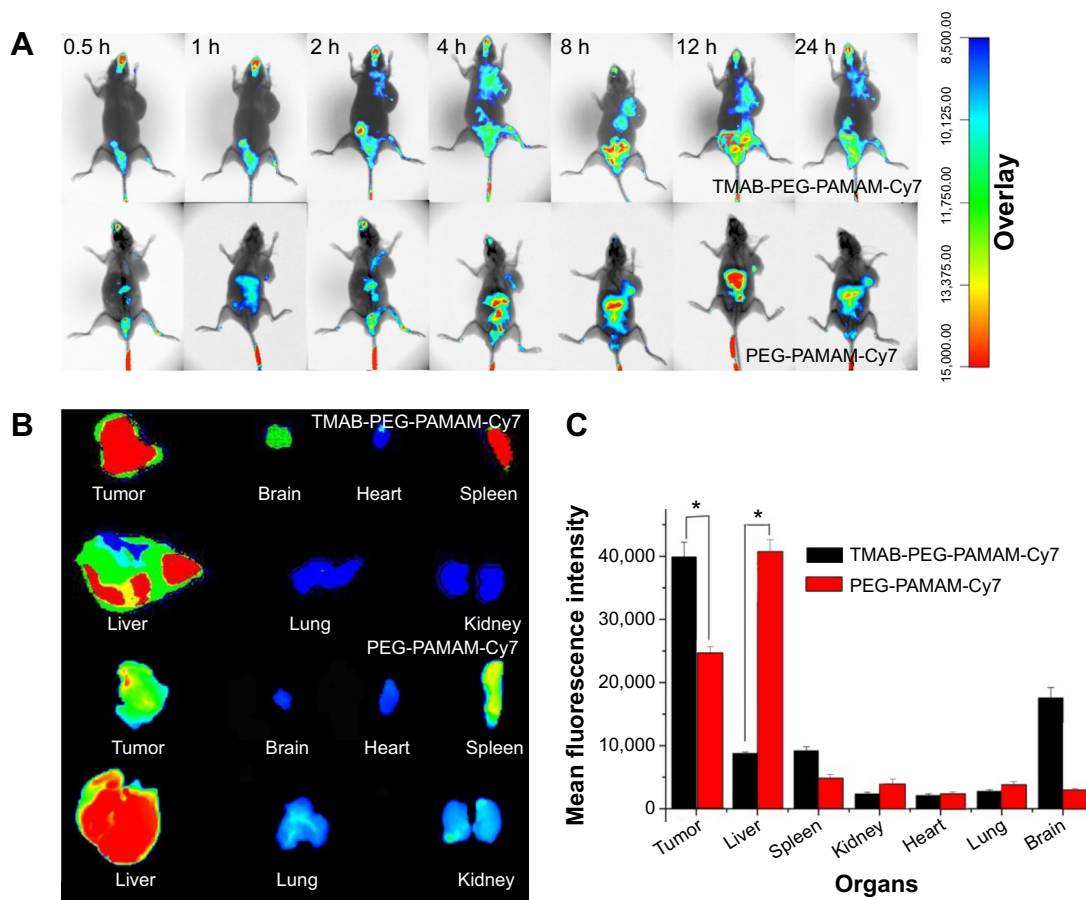 A
0.5 h 1 h 2 h 4 h 8 h 12 h 24 h
TMAB-PEG-PAMAM-Cy7
PEG-PAMAM-Cy7
8,500.00
10,125.00
11,750.00
13,375.00
15,000.00
Overlay
B
TMAB-PEG-PAMAM-Cy7
Tumor Brain Heart Spleen
Liver Lung Kidney
PEG-PAMAM-Cy7
Tumor Brain Heart Spleen
Liver Lung Kidney
C
Mean fluorescence intensity
40,000
30,000
20,000
10,000
0
* *
TMAB-PEG-PAMAM-Cy7
PEG-PAMAM-Cy7
Tumor Liver Spleen Kidney Heart Lung Brain
Organs